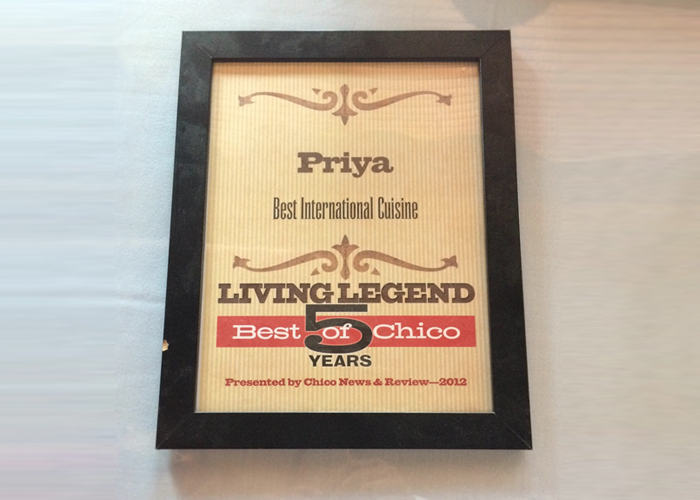 Priya
Best International Cuisine
LIVING LEGEND
Best of Chico
5
YEARS
Presented by Chico News & Review—2012